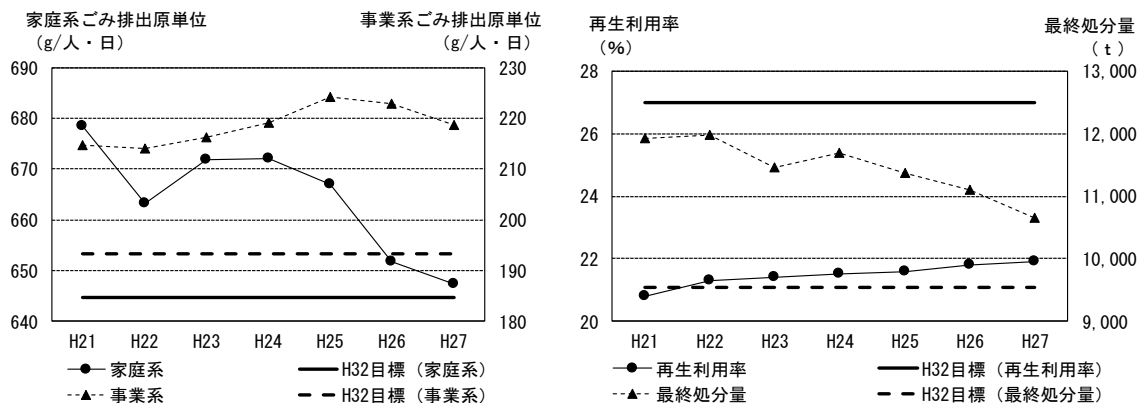 家庭系ごみ排出原単位
(g/人・日)
事業系ごみ排出原単位
(g/人・日)
690
680
670
660
650
640
230
220
210
200
190
180
H21 H22 H23 H24 H25 H26 H27
家庭系 H32目標(家庭系)
事業系 H32目標(事業系)
再生利用率
(%)
最終処分量
(t)
28
26
24
22
20
13,000
12,000
11,000
10,000
9,000
H21 H22 H23 H24 H25 H26 H27
再生利用率 H32目標(再生利用率)
最終処分量 H32目標(最終処分量)